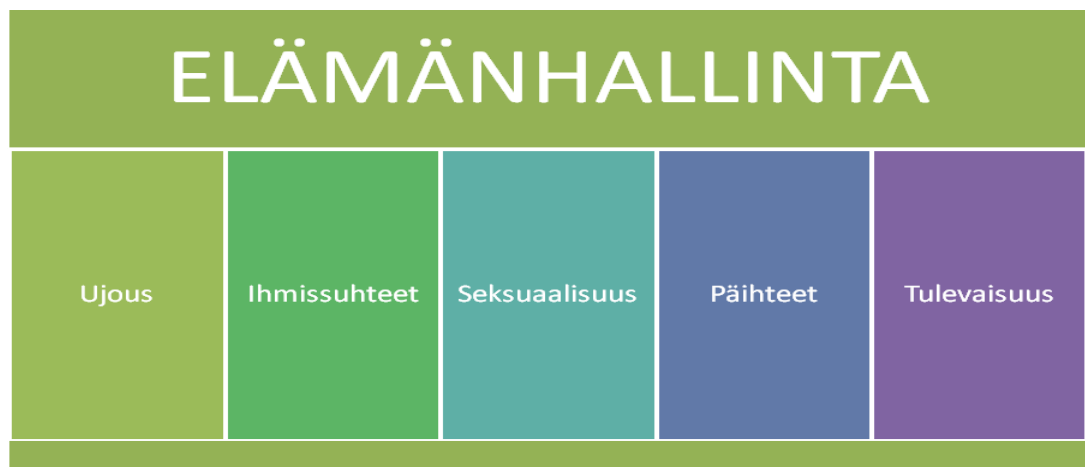 ELÄMÄNHALLINTA
Ujous
Ihmissuhteet
Seksuaalisuus
Päihteet
Tulevaisuus